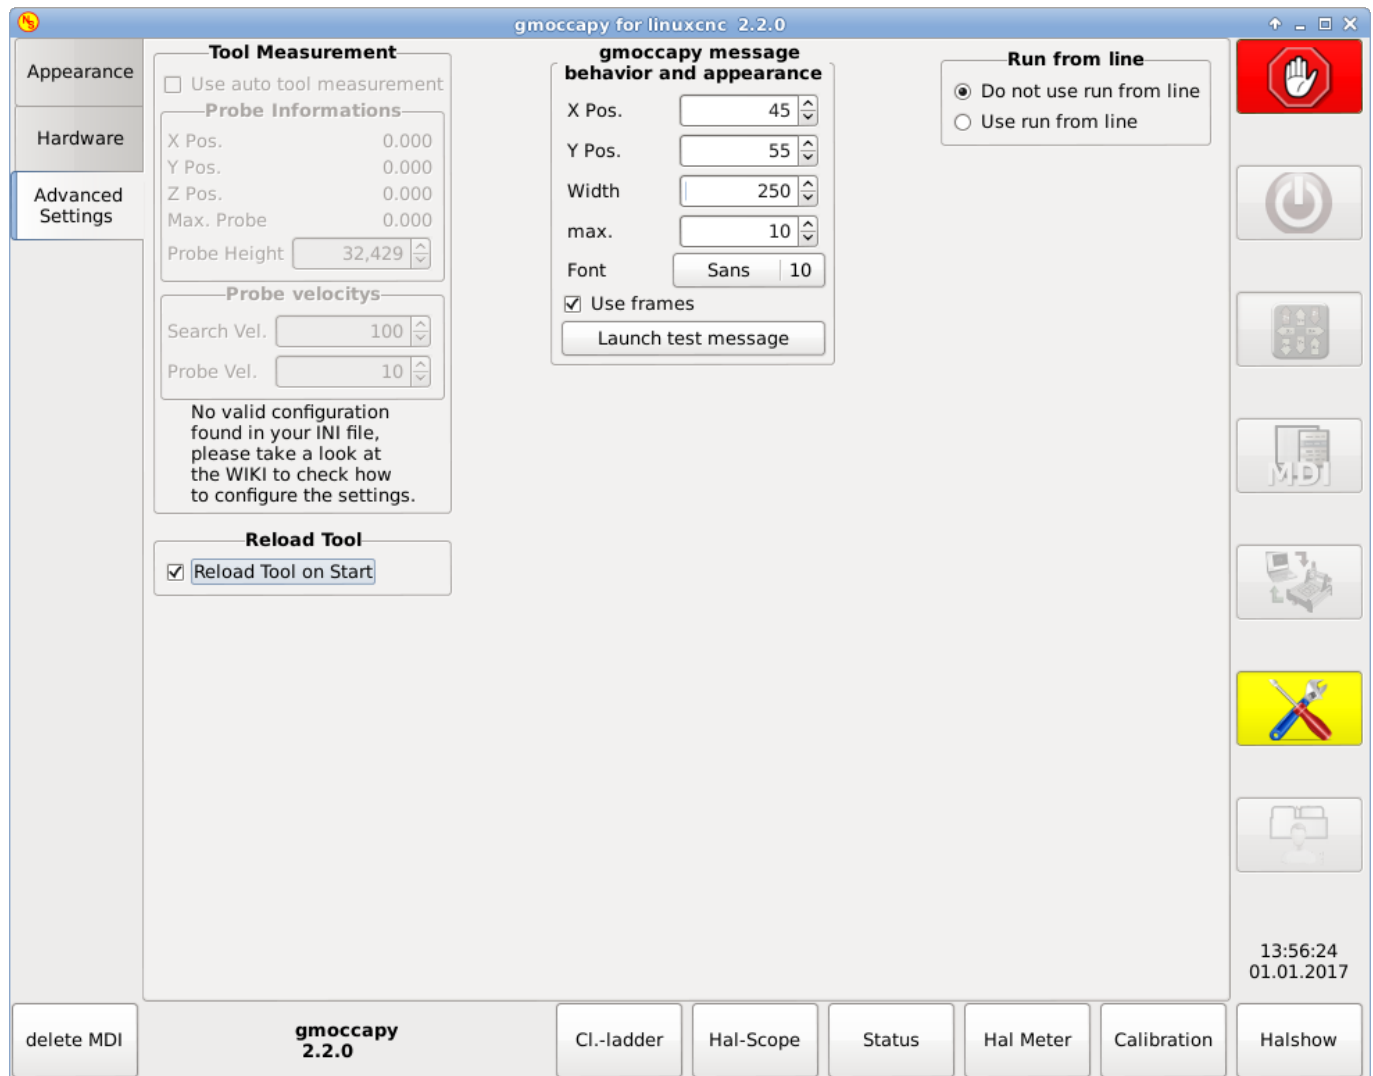 gmoccapy for linuxcnc 2.2.0
Appearance
Hardware
Advanced
Settings
Tool Measurement
Use auto tool measurement
Probe Informations
X Pos. 0.000
Y Pos. 0.000
Z Pos. 0.000
Max. Probe 0.000
Probe Height 32,429
Probe velocitys
Search Vel. 100
Probe Vel. 10
No valid configuration
found in your INI file,
please take a look at
the WIKI to check how
to configure the settings.
Reload Tool
Reload Tool on Start
gmoccapy message
behavior and appearance
X Pos. 45
Y Pos. 55
Width 250
max. 10
Font Sans 10
Use frames
Launch test message
Run from line
Do not use run from line
Use run from line
MDI
13:56:24
01.01.2017
delete MDI
gmoccapy
2.2.0
Cl.-ladder
Hal-Scope
Status
Hal Meter
Calibration
Halshow